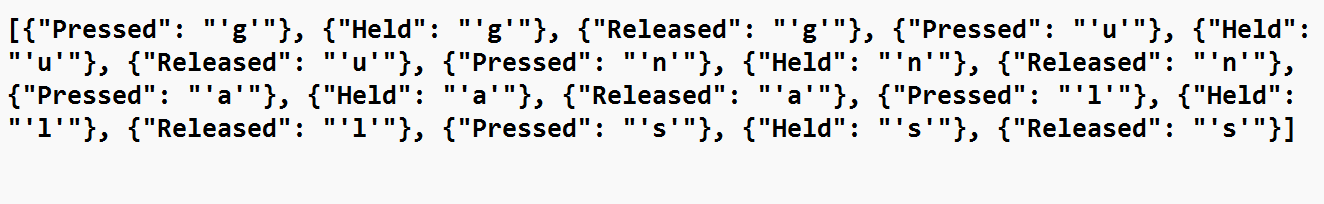 [{"Pressed": "'g'"}, {"Held": "'g'"}, {"Released": "'g'"}, {"Pressed": "'u'"}, {"Held":
"'u'"}, {"Released": "'u'"}, {"Pressed": "'n'"}, {"Held": "'n'"}, {"Released": "'n'"},
{"Pressed": "'a'"}, {"Held": "'a'"}, {"Released": "'a'"}, {"Pressed": "'l'"}, {"Held":
"'l'"}, {"Released": "'l'"}, {"Pressed": "'s'"}, {"Held": "'s'"}, {"Released": "'s'"}]